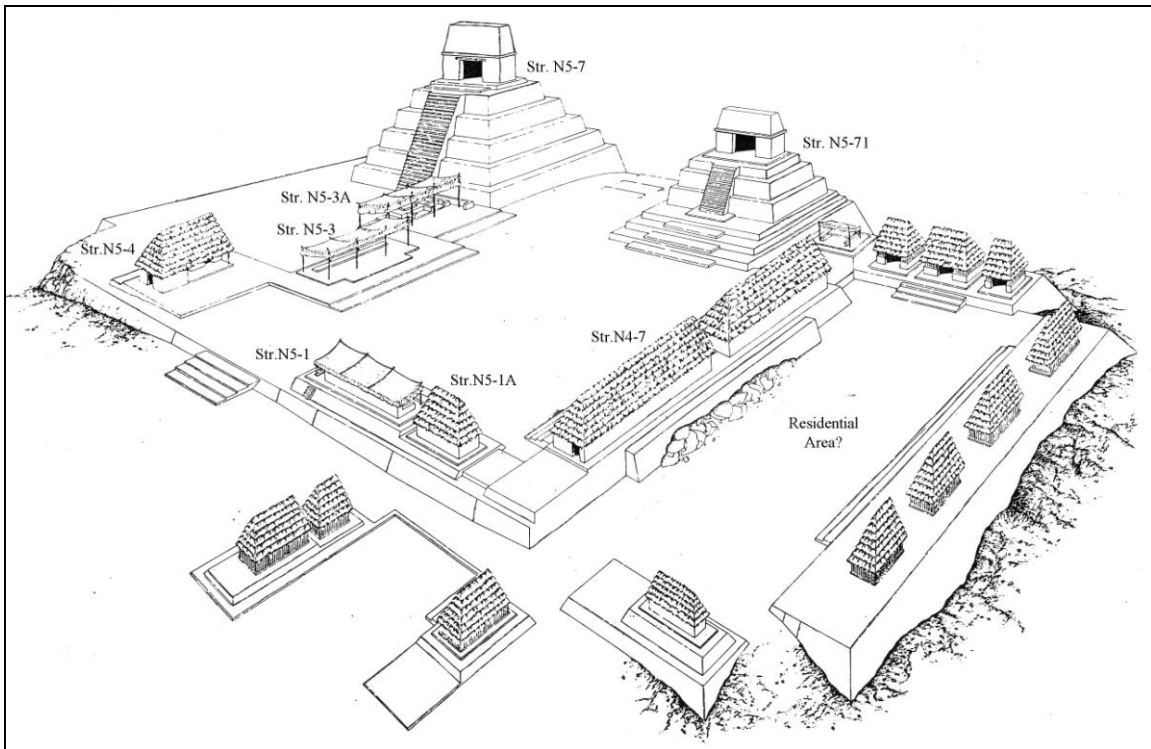 Str. N5-7
Str. N5-71
Str. N5-3A
Str. N5-3
Str.N5-4
Str.N5-1
Str.N4-7
Str.N5-1A
Residential
Area?